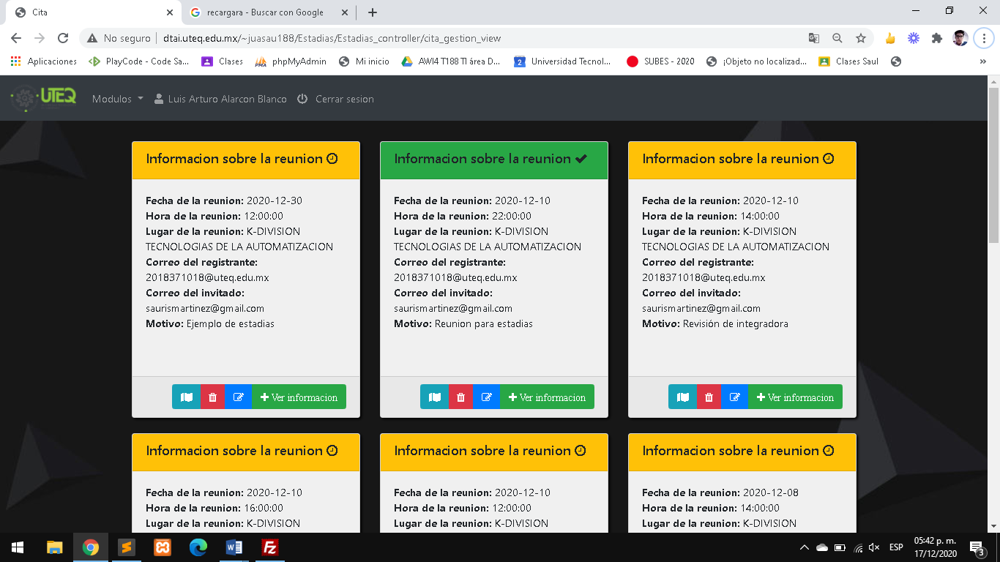 Cita
recargara - Buscar con Google
No seguro
dtai.uteq.edu.mx/~juasau188/Estadias/Estadias_controller/cita_gestion_view
Aplicaciones
PlayCode - Code Sa...
Clases
phpMyAdmin
Mi inicio
AWI4 T188 TI área D...
Universidad Tecnol...
SUBES - 2020
¡Objeto no localizad...
Clases Saul
»
UTEQ
Modulos
Luis Arturo Alarcon Blanco
Cerrar sesion
Informacion sobre la reunion
Fecha de la reunion: 2020-12-30
Hora de la reunion: 12:00:00
Lugar de la reunion: K-DIVISION
TECNOLOGIAS DE LA AUTOMATIZACION
Correo del registrante:
2018371018@uteq.edu.mx
Correo del invitado:
saurismartinez@gmail.com
Motivo: Ejemplo de estadias
Ver informacion
Informacion sobre la reunion
Fecha de la reunion: 2020-12-10
Hora de la reunion: 22:00:00
Lugar de la reunion: K-DIVISION
TECNOLOGIAS DE LA AUTOMATIZACION
Correo del registrante:
2018371018@uteq.edu.mx
Correo del invitado:
saurismartinez@gmail.com
Motivo: Reunion para estadias
Ver informacion
Informacion sobre la reunion
Fecha de la reunion: 2020-12-10
Hora de la reunion: 14:00:00
Lugar de la reunion: K-DIVISION
TECNOLOGIAS DE LA AUTOMATIZACION
Correo del registrante:
2018371018@uteq.edu.mx
Correo del invitado:
saurismartinez@gmail.com
Motivo: Revisión de integradora
Ver informacion
Informacion sobre la reunion
Fecha de la reunion: 2020-12-10
Hora de la reunion: 16:00:00
Lugar de la reunion: K-DIVISION
Informacion sobre la reunion
Fecha de la reunion: 2020-12-10
Hora de la reunion: 12:00:00
Lugar de la reunion: K-DIVISION
Informacion sobre la reunion
Fecha de la reunion: 2020-12-08
Hora de la reunion: 14:00:00
Lugar de la reunion: K-DIVISION
ESP
05:42 p. m.
17/12/2020
3